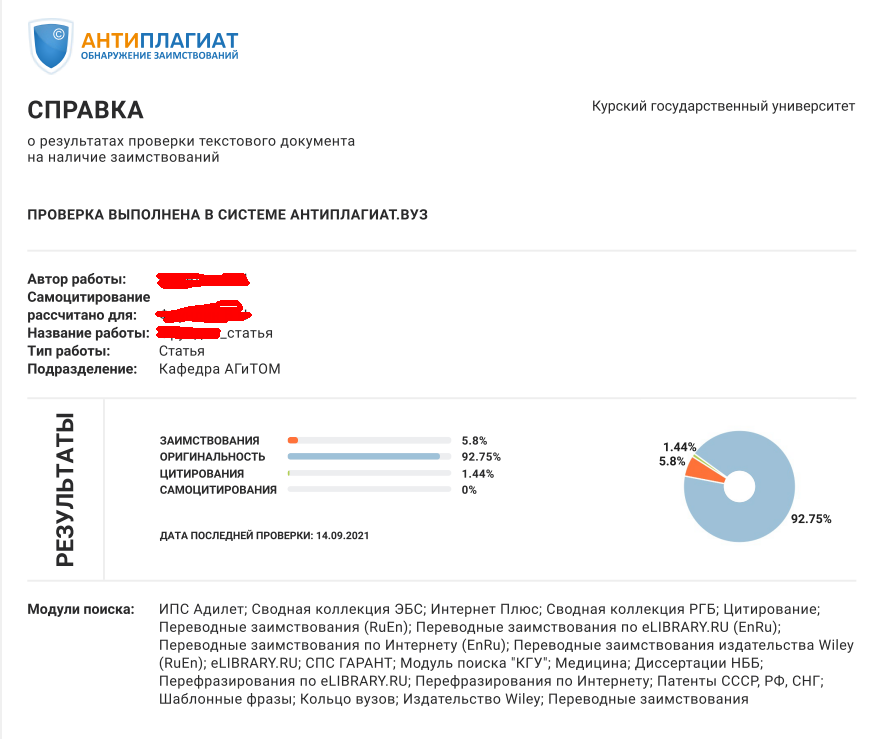 ©
АНТИПЛАГИАТ
ОБНАРУЖЕНИЕ ЗАИМСТВОВАНИЙ
СПРАВКА
Курский государственный университет
о результатах проверки текстового документа
на наличие заимствований
ПРОВЕРКА ВЫПОЛНЕНА В СИСТЕМЕ АНТИПЛАГИАТ.ВУЗ
Автор работы:
Самоцитирование
рассчитано для:
Название работы: _статья
Тип работы: Статья
Подразделение: Кафедра АГиТОМ
РЕЗУЛЬТАТЫ
ЗАИМСТВОВАНИЯ 5.8%
ОРИГИНАЛЬНОСТЬ 92.75%
ЦИТИРОВАНИЯ 1.44%
САМОЦИТИРОВАНИЯ 0%
ДАТА ПОСЛЕДНЕЙ ПРОВЕРКИ: 14.09.2021
1.44%
5.8%
92.75%
Модули поиска: ИПС Адилет; Сводная коллекция ЭБС; Интернет Плюс; Сводная коллекция РГБ; Цитирование;
Переводные заимствования (RuEn); Переводные заимствования по eLIBRARY.RU (EnRu);
Переводные заимствования по Интернету (EnRu); Переводные заимствования издательства Wiley
(RuEn); eLIBRARY.RU; СПС ГАРАНТ; Модуль поиска "КГУ"; Медицина; Диссертации НББ;
Перефразирования по eLIBRARY.RU; Перефразирования по Интернету; Патенты СССР, РФ, СНГ;
Шаблонные фразы; Кольцо вузов; Издательство Wiley; Переводные заимствования